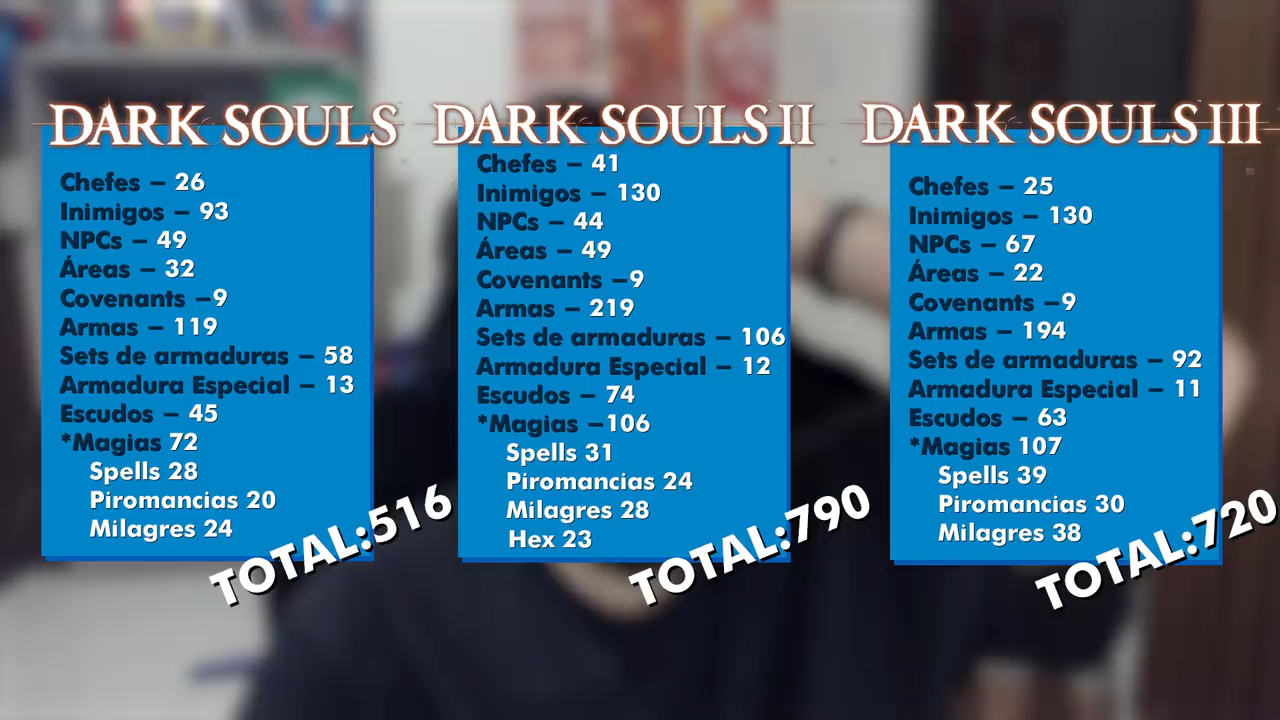 DARK SOULS
Chefes – 26
Inimigos – 93
NPCs – 49
Áreas – 32
Covenants –9
Armas – 119
Sets de armaduras – 58
Armadura Especial – 13
Escudos – 45
*Magias 72
Spells 28
Piromancias 20
Milagres 24
TOTAL:516
DARK SOULS II
Chefes – 41
Inimigos – 130
NPCs – 44
Áreas – 49
Covenants –9
Armas – 219
Sets de armaduras – 106
Armadura Especial – 12
Escudos – 74
*Magias –106
Spells 31
Piromancias 24
Milagres 28
Hex 23
TOTAL:790
DARK SOULS III
Chefes – 25
Inimigos – 130
NPCs – 67
Áreas – 22
Covenants –9
Armas – 194
Sets de armaduras – 92
Armadura Especial – 11
Escudos – 63
*Magias 107
Spells 39
Piromancias 30
Milagres 38
TOTAL:720